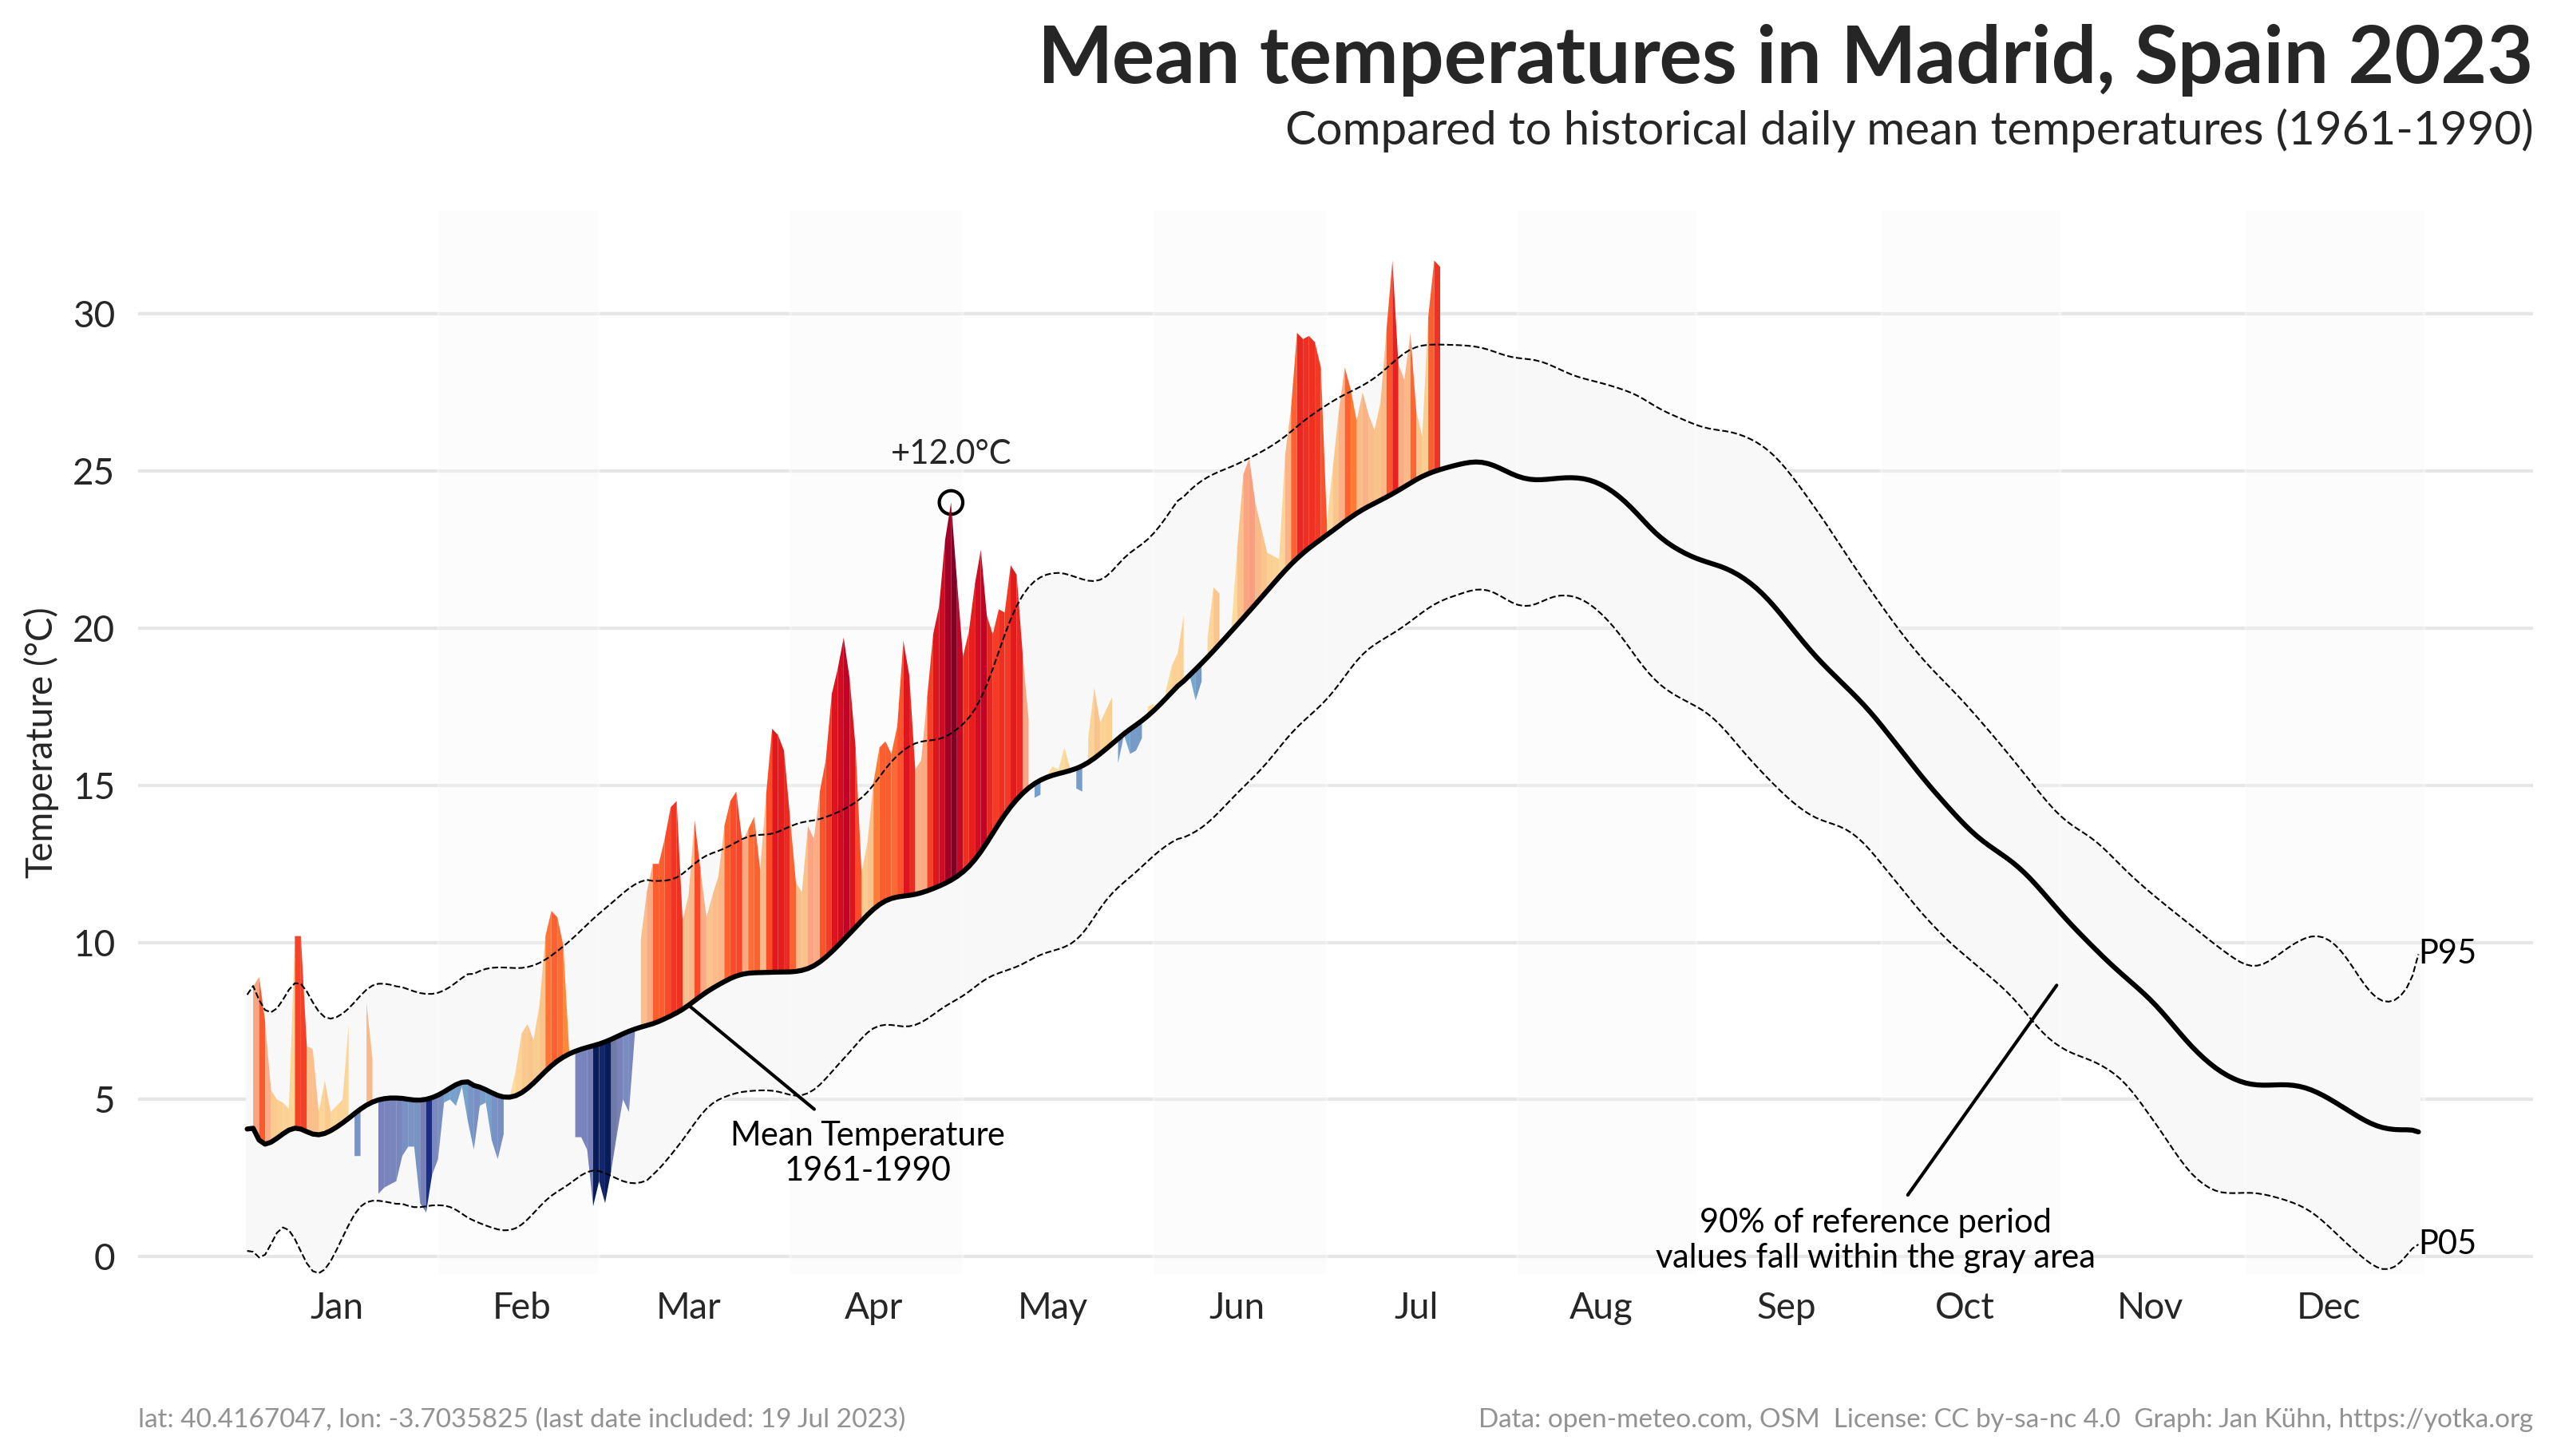 Mean temperatures in Madrid, Spain 2023
Compared to historical daily mean temperatures (1961-1990)
Temperature (°C)
30
25
20
15
10
5
0
+12.0°C
Mean Temperature
1961-1990
90% of reference period
values fall within the gray area
P95
P05
Jan Feb Mar Apr May Jun Jul Aug Sep Oct Nov Dec
lat: 40.4167047, lon: -3.7035825 (last date included: 19 Jul 2023)
Data: open-meteo.com, OSM  License: CC by-sa-nc 4.0  Graph: Jan Kühn, https://yotka.org